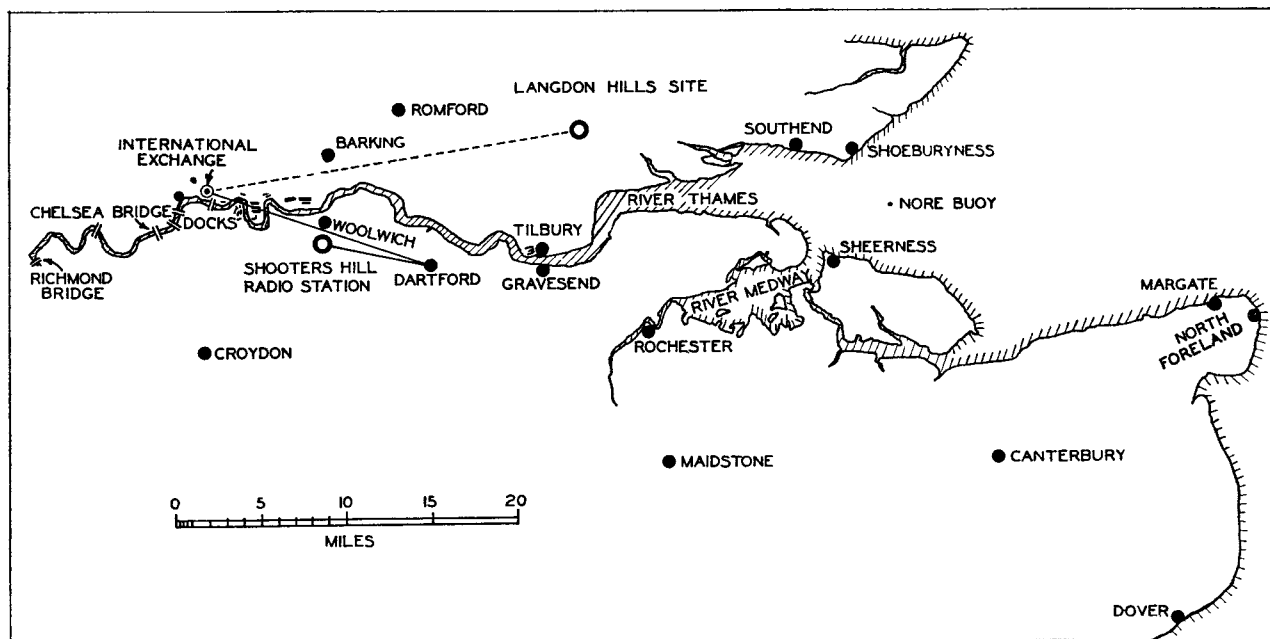 LANGDON HILLS SITE
ROMFORD
INTERNATIONAL
EXCHANGE
BARKING
SOUTHEND
SHOEBURYNESS
CHELSEA BRIDGE
DOCKS
WOOLWICH
RIVER THAMES
NORE BUOY
TILBURY
RICHMOND
BRIDGE
SHOOTERS HILL
RADIO STATION
DARTFORD
GRAVESEND
SHEERNESS
RIVER MEDWAY
MARGATE
NORTH
FORELAND
CROYDON
ROCHESTER
MAIDSTONE
CANTERBURY
0 5 10 15 20
MILES
DOVER